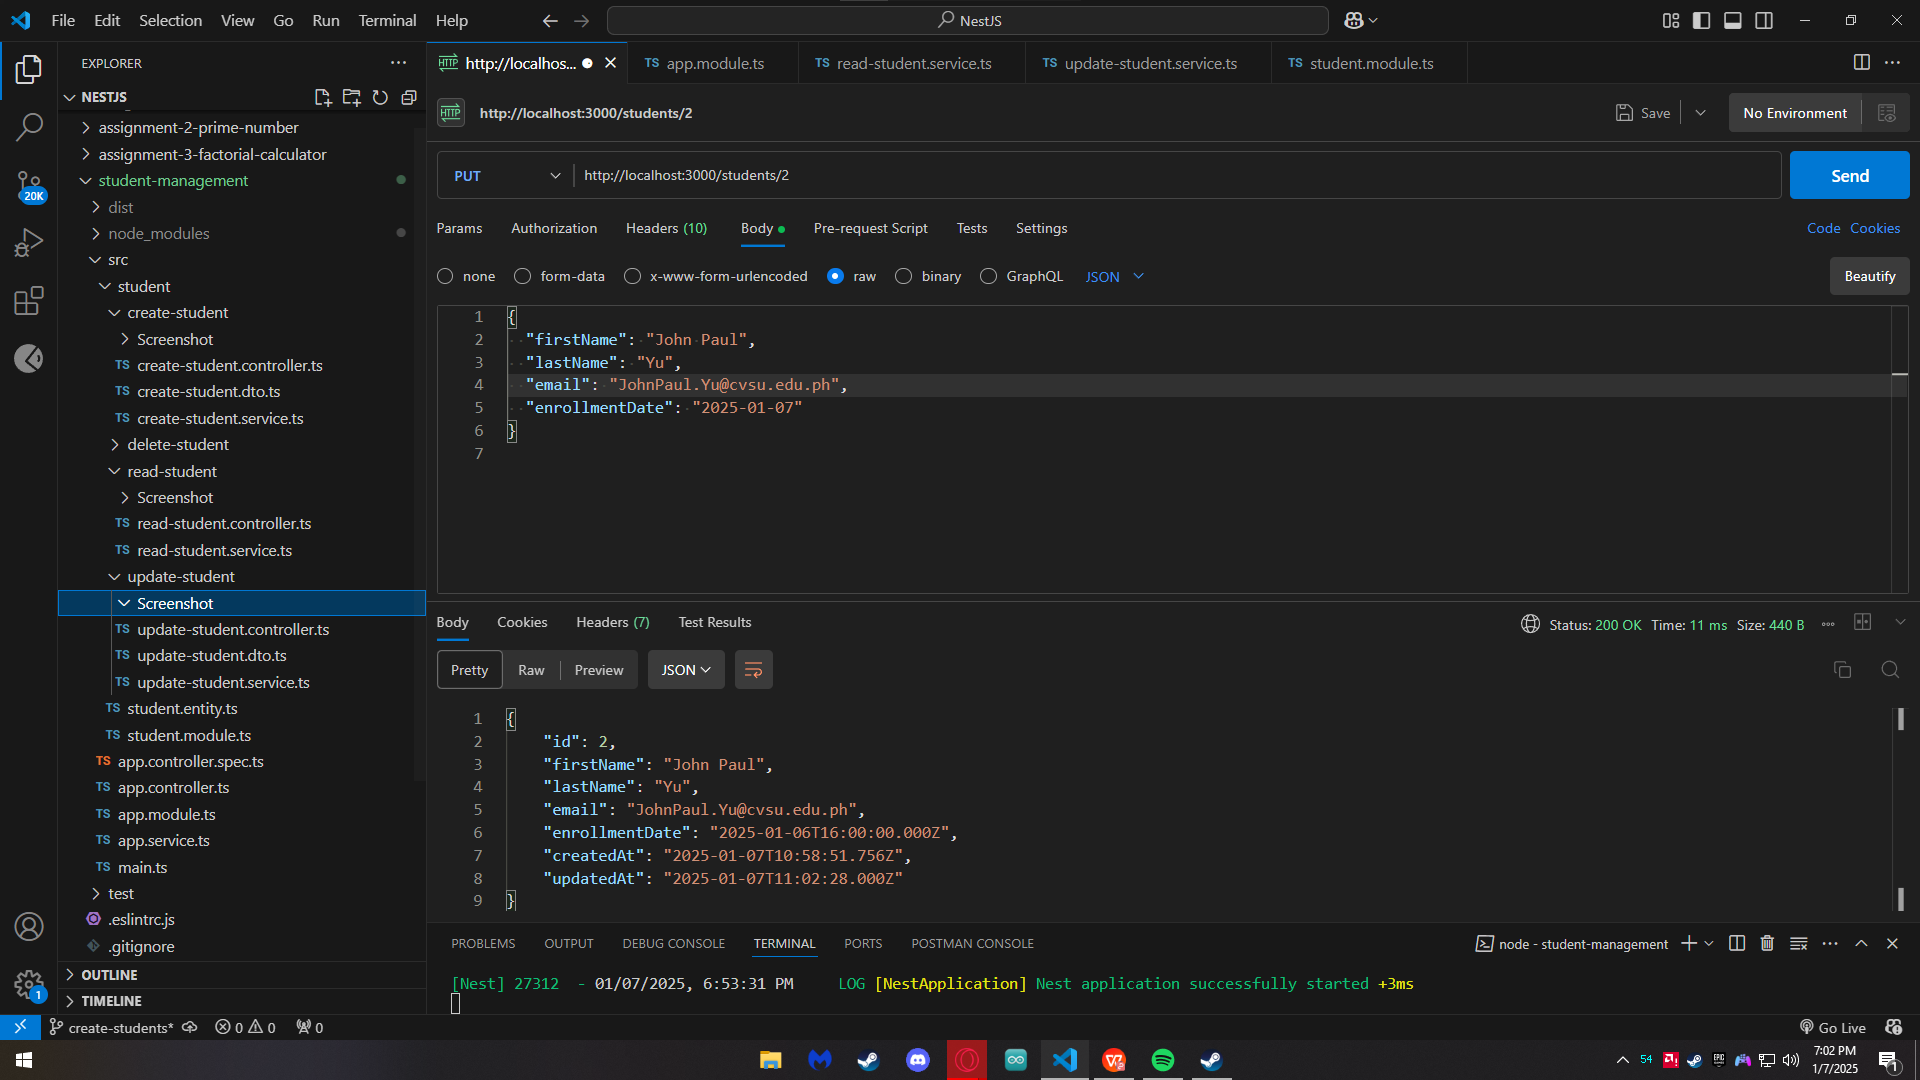 File Edit Selection View Go Run Terminal Help
NestJS
EXPLORER
NESTJS
assignment-2-prime-number
assignment-3-factorial-calculator
student-management
dist
node_modules
src
student
create-student
Screenshot
TS create-student.controller.ts
TS create-student.dto.ts
TS create-student.service.ts
delete-student
read-student
Screenshot
TS read-student.controller.ts
TS read-student.service.ts
update-student
Screenshot
TS update-student.controller.ts
TS update-student.dto.ts
TS update-student.service.ts
TS student.entity.ts
TS student.module.ts
TS app.controller.spec.ts
TS app.controller.ts
TS app.module.ts
TS app.service.ts
TS main.ts
test
.eslintrc.js
.gitignore
OUTLINE
TIMELINE
20K
1
HTTP http://localhos...
TS app.module.ts
TS read-student.service.ts
TS update-student.service.ts
TS student.module.ts
HTTP http://localhost:3000/students/2
Save
No Environment
PUT http://localhost:3000/students/2
Send
Params Authorization Headers (10) Body Pre-request Script Tests Settings
Code Cookies
none form-data x-www-form-urlencoded raw binary GraphQL JSON
Beautify
1 {
2 "firstName": "John Paul",
3 "lastName": "Yu",
4 "email": "JohnPaul.Yu@cvsu.edu.ph",
5 "enrollmentDate": "2025-01-07"
6 }
7
Body Cookies Headers (7) Test Results
Status: 200 OK Time: 11 ms Size: 440 B
Pretty Raw Preview JSON
1 {
2 "id": 2,
3 "firstName": "John Paul",
4 "lastName": "Yu",
5 "email": "JohnPaul.Yu@cvsu.edu.ph",
6 "enrollmentDate": "2025-01-06T16:00:00.000Z",
7 "createdAt": "2025-01-07T10:58:51.756Z",
8 "updatedAt": "2025-01-07T11:02:28.000Z"
9 }
PROBLEMS OUTPUT DEBUG CONSOLE TERMINAL PORTS POSTMAN CONSOLE
node - student-management
[Nest] 27312 - 01/07/2025, 6:53:31 PM LOG [NestApplication] Nest application successfully started +3ms
create-students* 0 0 0
Go Live
54
7:02 PM
1/7/2025
1